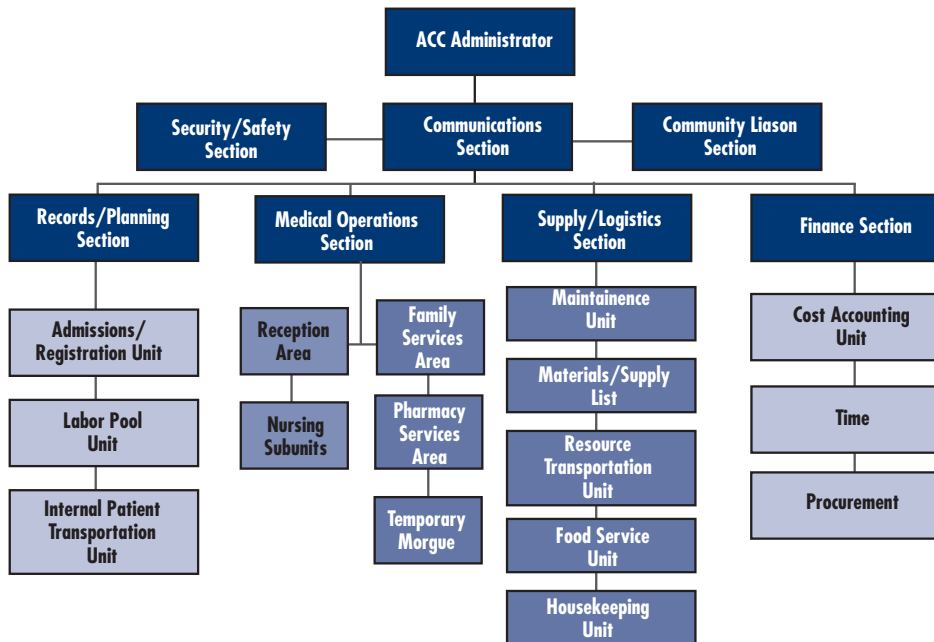 ACC Administrator
Security/Safety
Section
Communications
Section
Community Liason
Section
Records/Planning
Section
Medical Operations
Section
Supply/Logistics
Section
Finance Section
Admissions/
Registration Unit
Labor Pool
Unit
Internal Patient
Transportation
Unit
Reception
Area
Nursing
Subunits
Family
Services
Area
Pharmacy
Services
Area
Temporary
Morgue
Maintainence
Unit
Materials/Supply
List
Resource
Transportation
Unit
Food Service
Unit
Housekeeping
Unit
Cost Accounting
Unit
Time
Procurement